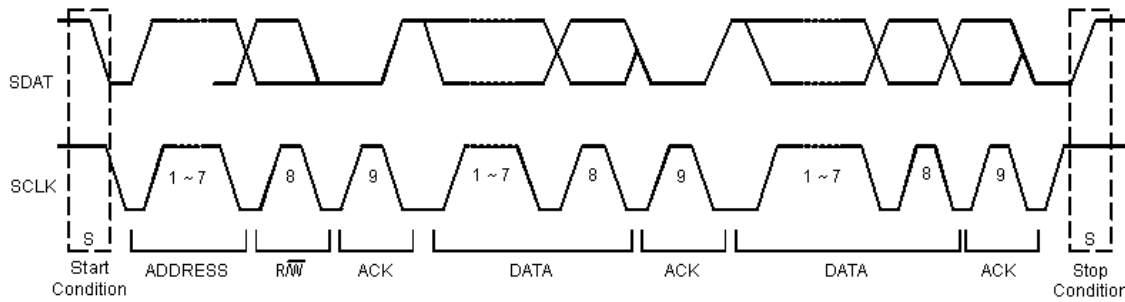 SDAT
SCLK
1 ~ 7
8
9
1 ~ 7
8
9
1 ~ 7
8
9
S
S
Start
Condition
ADDRESS
R/W̅
ACK
DATA
ACK
DATA
ACK
Stop
Condition